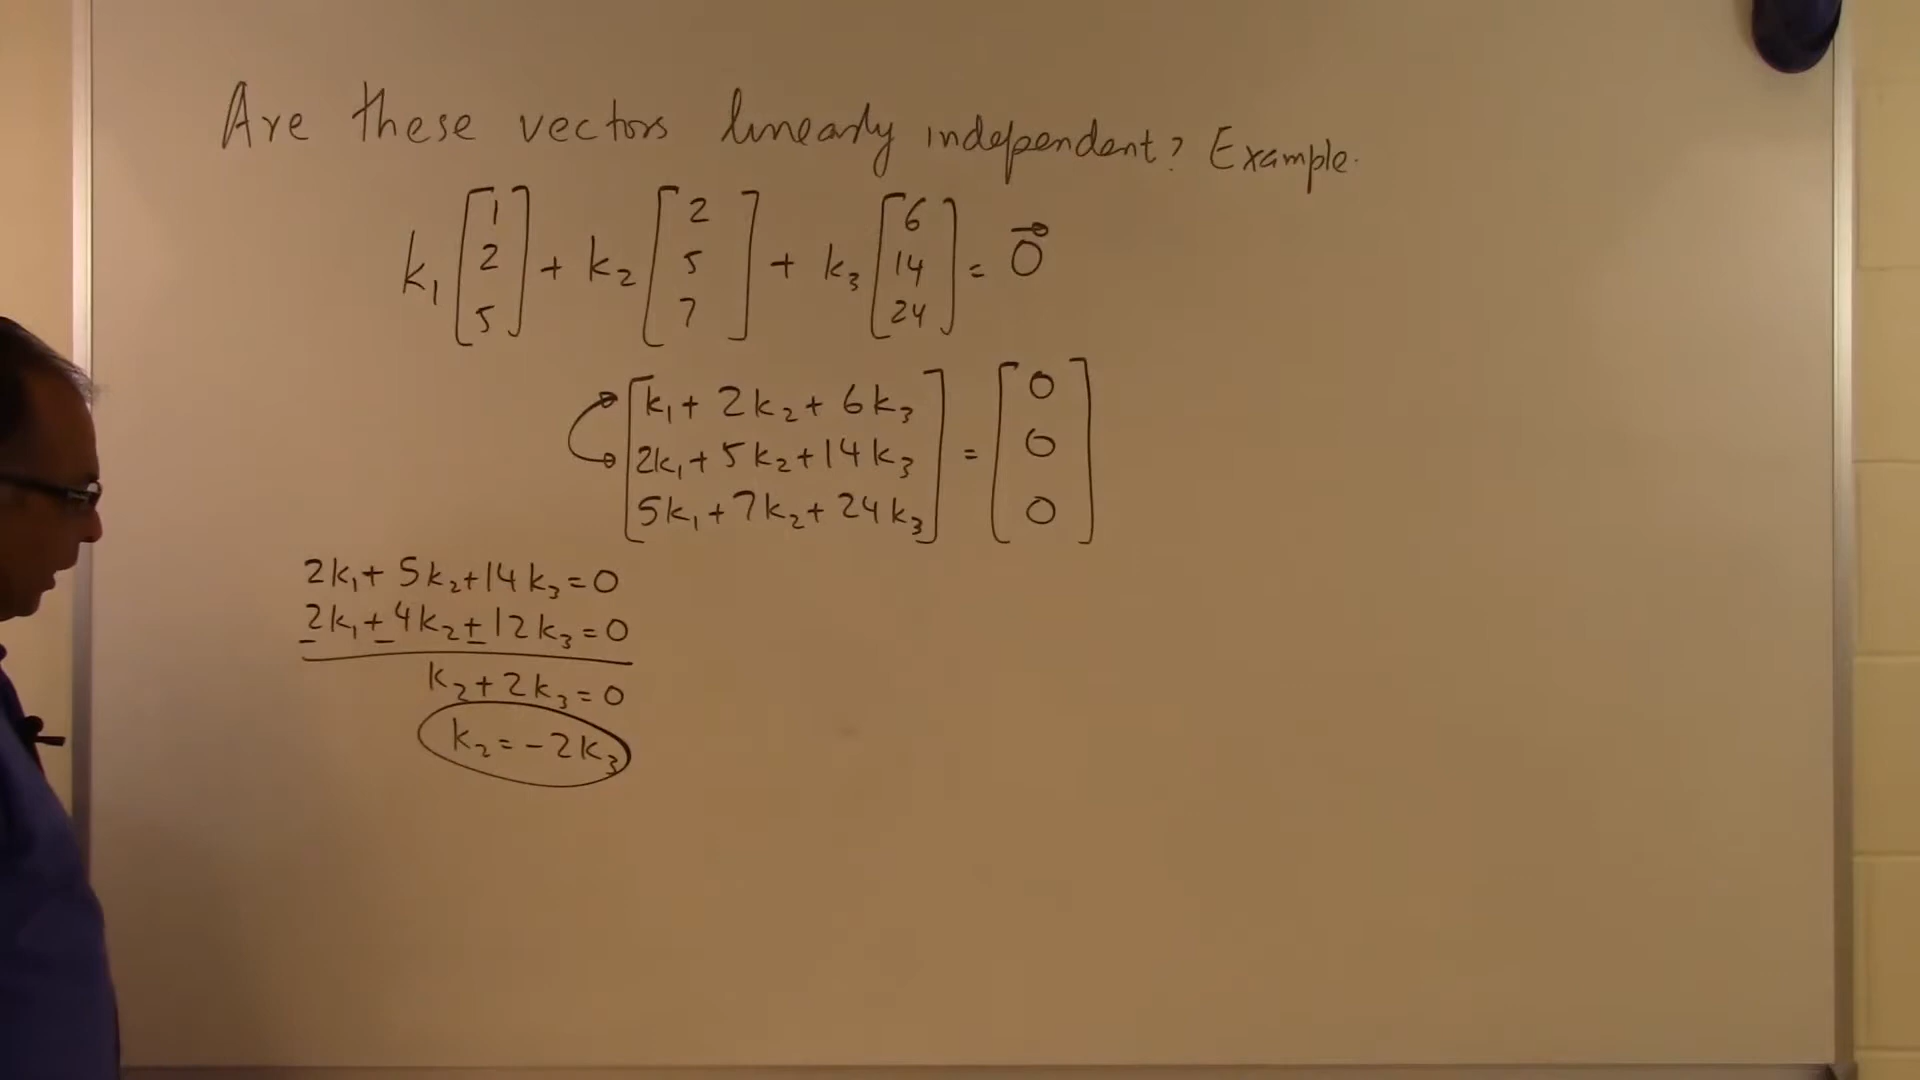 Are these vectors linearly independent? Example.
k₁ [1 2 5] + k₂ [2 5 7] + k₃ [6 14 24] = 0⃗
[k₁ + 2k₂ + 6k₃] = [0]
[2k₁ + 5k₂ + 14k₃] = [0]
[5k₁ + 7k₂ + 24k₃] = [0]
2k₁ + 5k₂ + 14k₃ = 0
2k₁ + 4k₂ + 12k₃ = 0
k₂ + 2k₃ = 0
k₂ = -2k₃